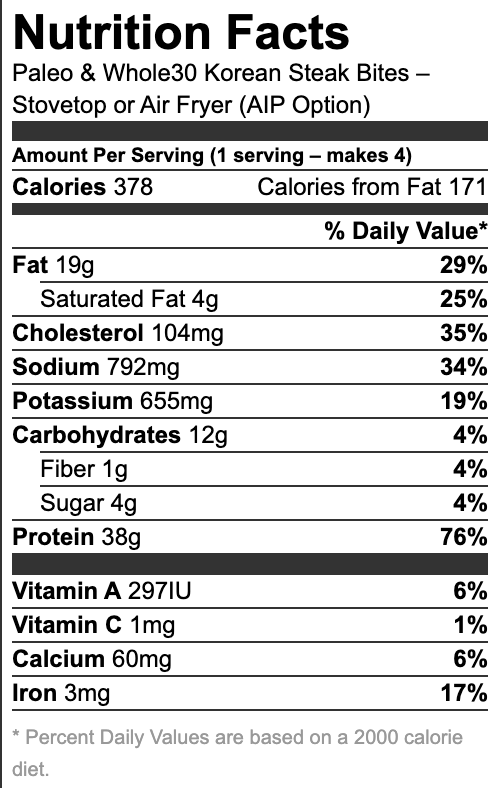 Nutrition Facts
Paleo & Whole30 Korean Steak Bites –
Stovetop or Air Fryer (AIP Option)
Amount Per Serving (1 serving – makes 4)
Calories 378 Calories from Fat 171
% Daily Value*
Fat 19g 29%
Saturated Fat 4g 25%
Cholesterol 104mg 35%
Sodium 792mg 34%
Potassium 655mg 19%
Carbohydrates 12g 4%
Fiber 1g 4%
Sugar 4g 4%
Protein 38g 76%
Vitamin A 297IU 6%
Vitamin C 1mg 1%
Calcium 60mg 6%
Iron 3mg 17%
* Percent Daily Values are based on a 2000 calorie
diet.